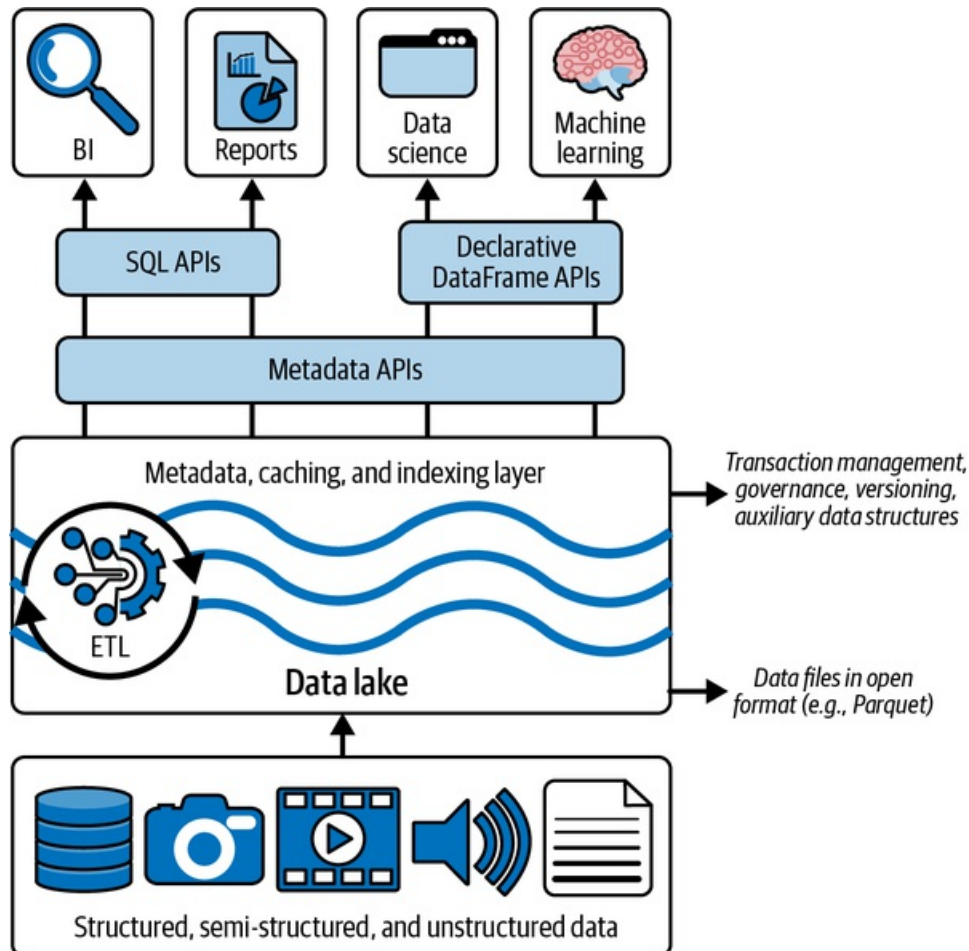 BI
Reports
Data
science
Machine
learning
SQL APIs
Declarative
DataFrame APIs
Metadata APIs
Metadata, caching, and indexing layer
Transaction management,
governance, versioning,
auxiliary data structures
ETL
Data lake
Data files in open
format (e.g., Parquet)
Structured, semi-structured, and unstructured data